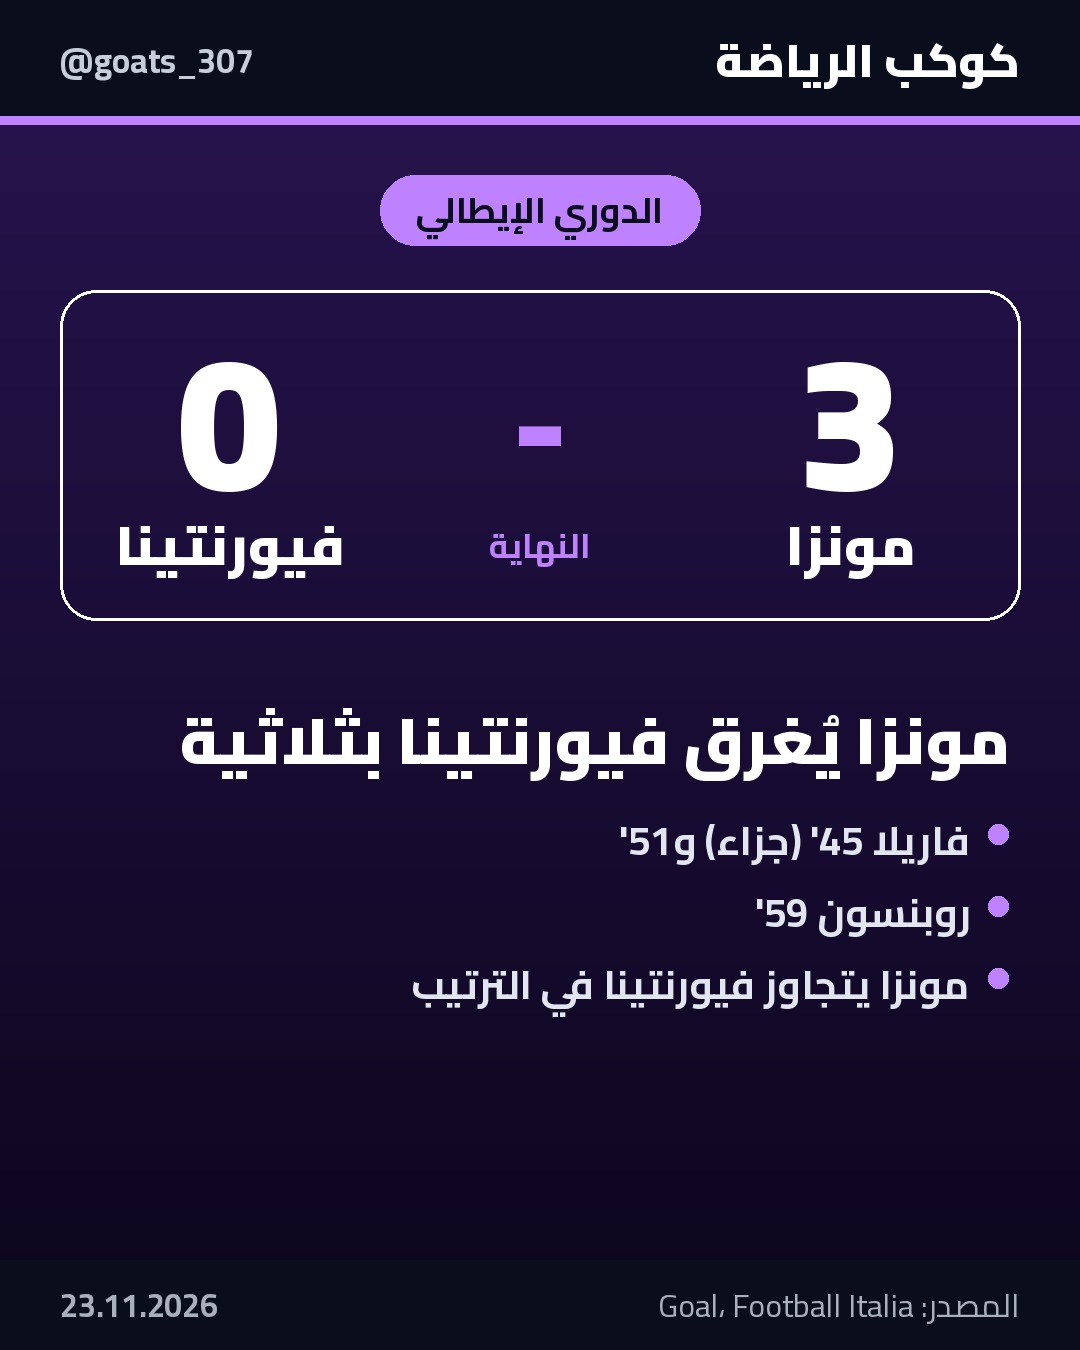 كوكب الرياضة
@goats_307
الدوري الإيطالي
3 - 0
مونزا النهاية فيورنتينا
مونزا يُغرق فيورنتينا بثلاثية
فاريلا 45' (جزاء) و51'
روبنسون 59'
مونزا يتجاوز فيورنتينا في الترتيب
المصدر: Goal، Football Italia
23.11.2026